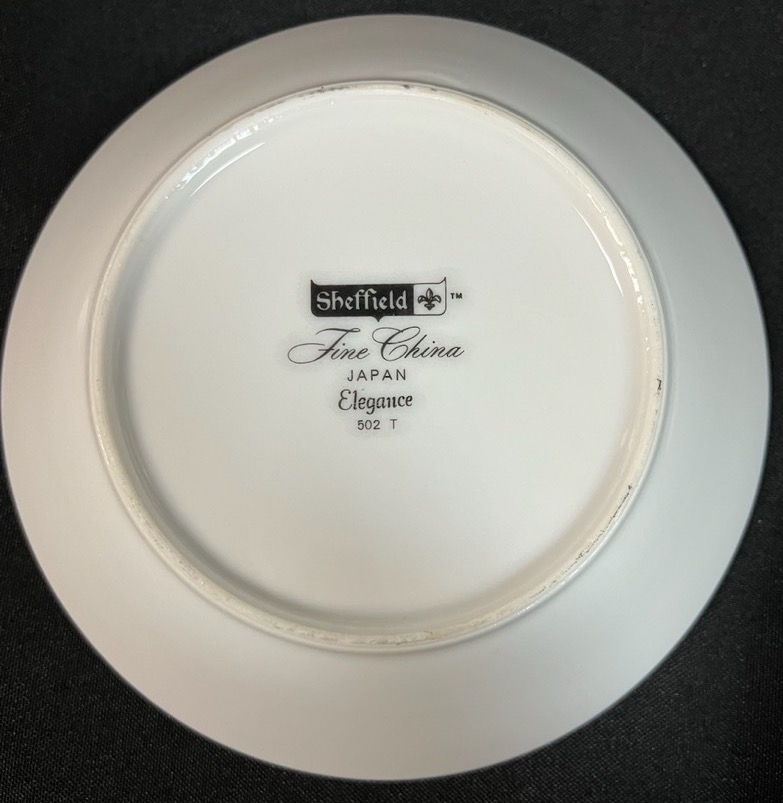 Sheffield ™
Fine China
JAPAN
Elegance
502 T